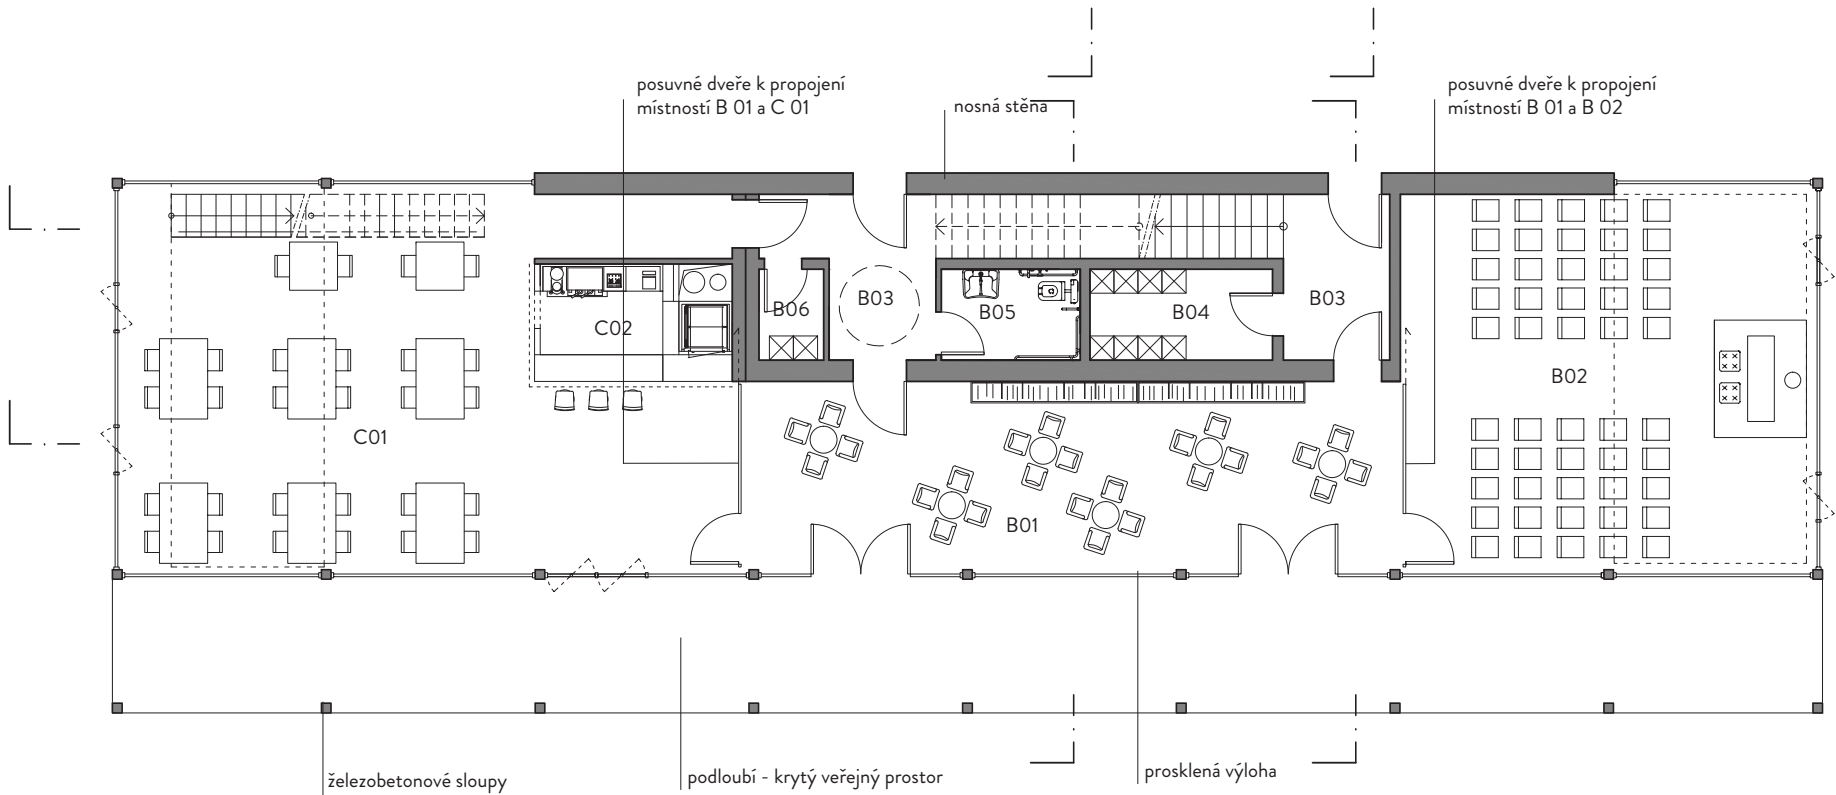 posuvné dveře k propojení
místností B 01 a C 01
nosná stěna
posuvné dveře k propojení
místností B 01 a B 02
B03
B03
B06
B05
B04
C02
B02
C01
B01
železobetonové sloupy
podloubí - krytý veřejný prostor
prosklená výloha